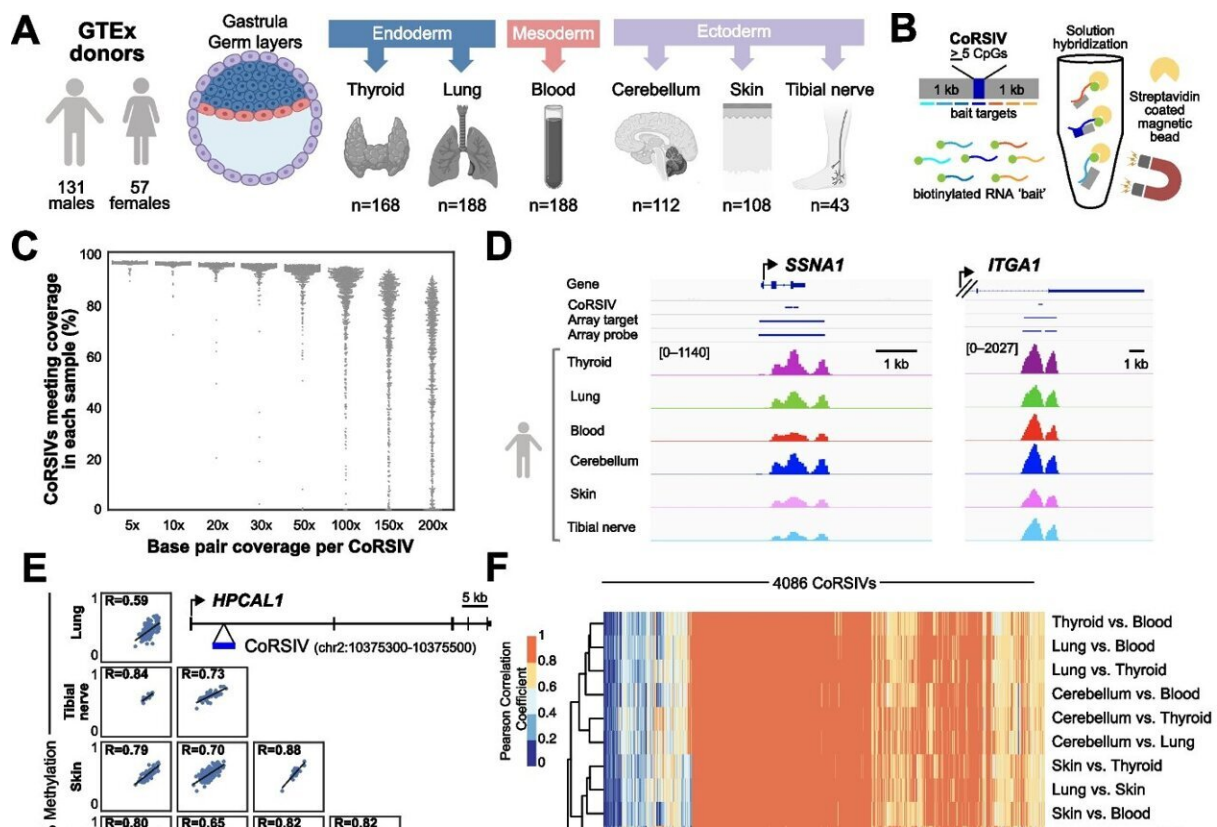 A
GTEx
donors
131
males
57
females
Gastrula
Germ layers
Endoderm
Mesoderm
Ectoderm
Thyroid
Lung
Blood
Cerebellum
Skin
Tibial nerve
n=168
n=188
n=188
n=112
n=108
n=43
B
CoRSIV
≥ 5 CpGs
1 kb
1 kb
bait targets
biotinylated RNA 'bait'
Solution
hybridization
Streptavidin
coated
magnetic
bead
C
CoRSIVs meeting coverage
in each sample (%)
100
80
60
40
20
0
5x 10x 20x 30x 50x 100x 150x 200x
Base pair coverage per CoRSIV
D
SSNA1
ITGA1
Gene
CoRSIV
Array target
Array probe
[0–1140]
1 kb
[0–2027]
1 kb
Thyroid
Lung
Blood
Cerebellum
Skin
Tibial nerve
E
HPCAL1
5 kb
CoRSIV (chr2:10375300-10375500)
Lung
1
0
R=0.59
Tibial
nerve
1
0
R=0.84
R=0.73
Methylation
Skin
1
0
R=0.79
R=0.70
R=0.88
1
R=0.80
R=0.65
R=0.82
R=0.82
F
4086 CoRSIVs
Pearson Correlation
Coefficient
1
0.8
0.6
0.4
0.2
0
Thyroid vs. Blood
Lung vs. Blood
Lung vs. Thyroid
Cerebellum vs. Blood
Cerebellum vs. Thyroid
Cerebellum vs. Lung
Skin vs. Thyroid
Lung vs. Skin
Skin vs. Blood